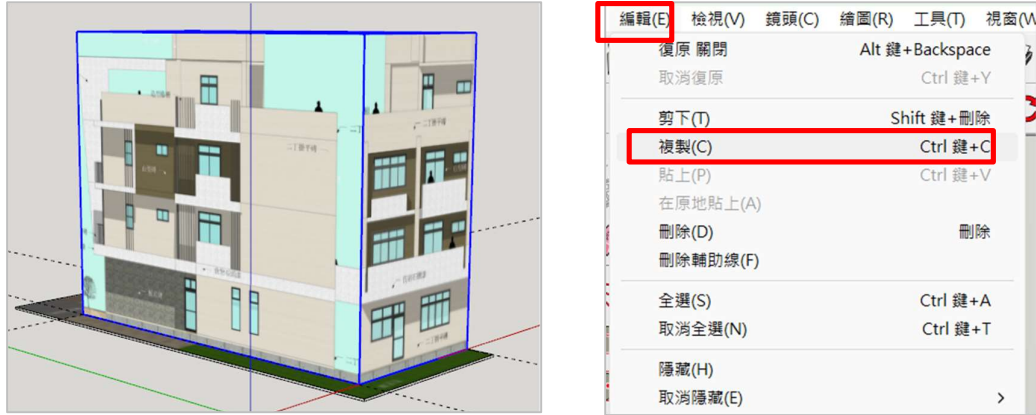 編輯(E) 檢視(V) 鏡頭(C) 繪圖(R) 工具(T) 視窗(W
復原 關閉 Alt 鍵+Backspace
取消復原 Ctrl 鍵+Y
剪下(T) Shift 鍵+刪除
複製(C) Ctrl 鍵+C
貼上(P) Ctrl 鍵+V
在原地貼上(A)
刪除(D) 刪除
刪除輔助線(F)
全選(S) Ctrl 鍵+A
取消全選(N) Ctrl 鍵+T
隱藏(H)
取消隱藏(E)